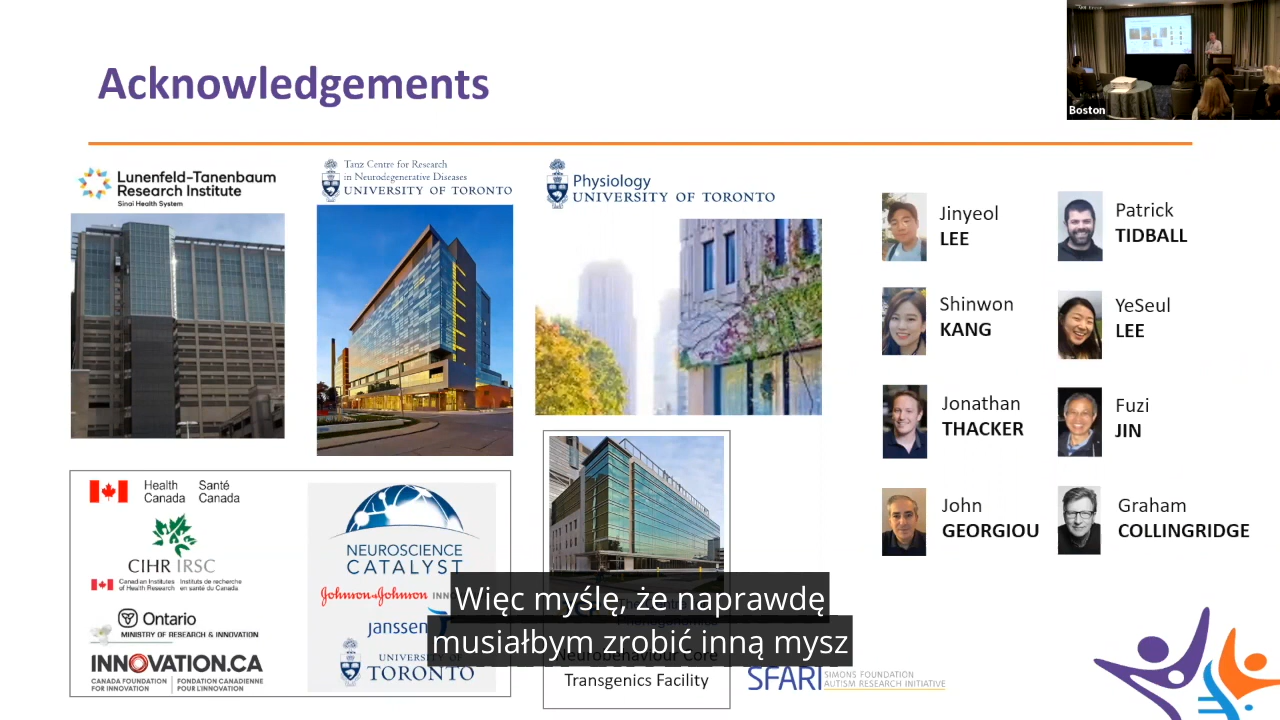 Acknowledgements
Boston
Lunenfeld-Tanenbaum
Research Institute
Sinai Health System
Tanz Centre for Research
in Neurodegenerative Diseases
UNIVERSITY OF TORONTO
Physiology
UNIVERSITY OF TORONTO
Jinyeol
LEE
Patrick
TIDBALL
Shinwon
KANG
YeSeul
LEE
Jonathan
THACKER
Fuzi
JIN
John
GEORGIOU
Graham
COLLINGRIDGE
Health Santé
Canada Canada
CIHR IRSC
Canadian Institutes Instituts de recherche
of Health Research en santé du Canada
Ontario
MINISTRY OF RESEARCH & INNOVATION
INNOVATION.CA
CANADA FOUNDATION FONDATION CANADIENNE
FOR INNOVATION POUR L'INNOVATION
NEUROSCIENCE
CATALYST
Johnson&Johnson
janssen
UNIVERSITY OF
TORONTO
Neurobehaviour Core
Transgenics Facility
SFARI SIMONS FOUNDATION
AUTISM RESEARCH INITIATIVE
Więc myślę, że naprawdę
musiałbym zrobić inną mysz